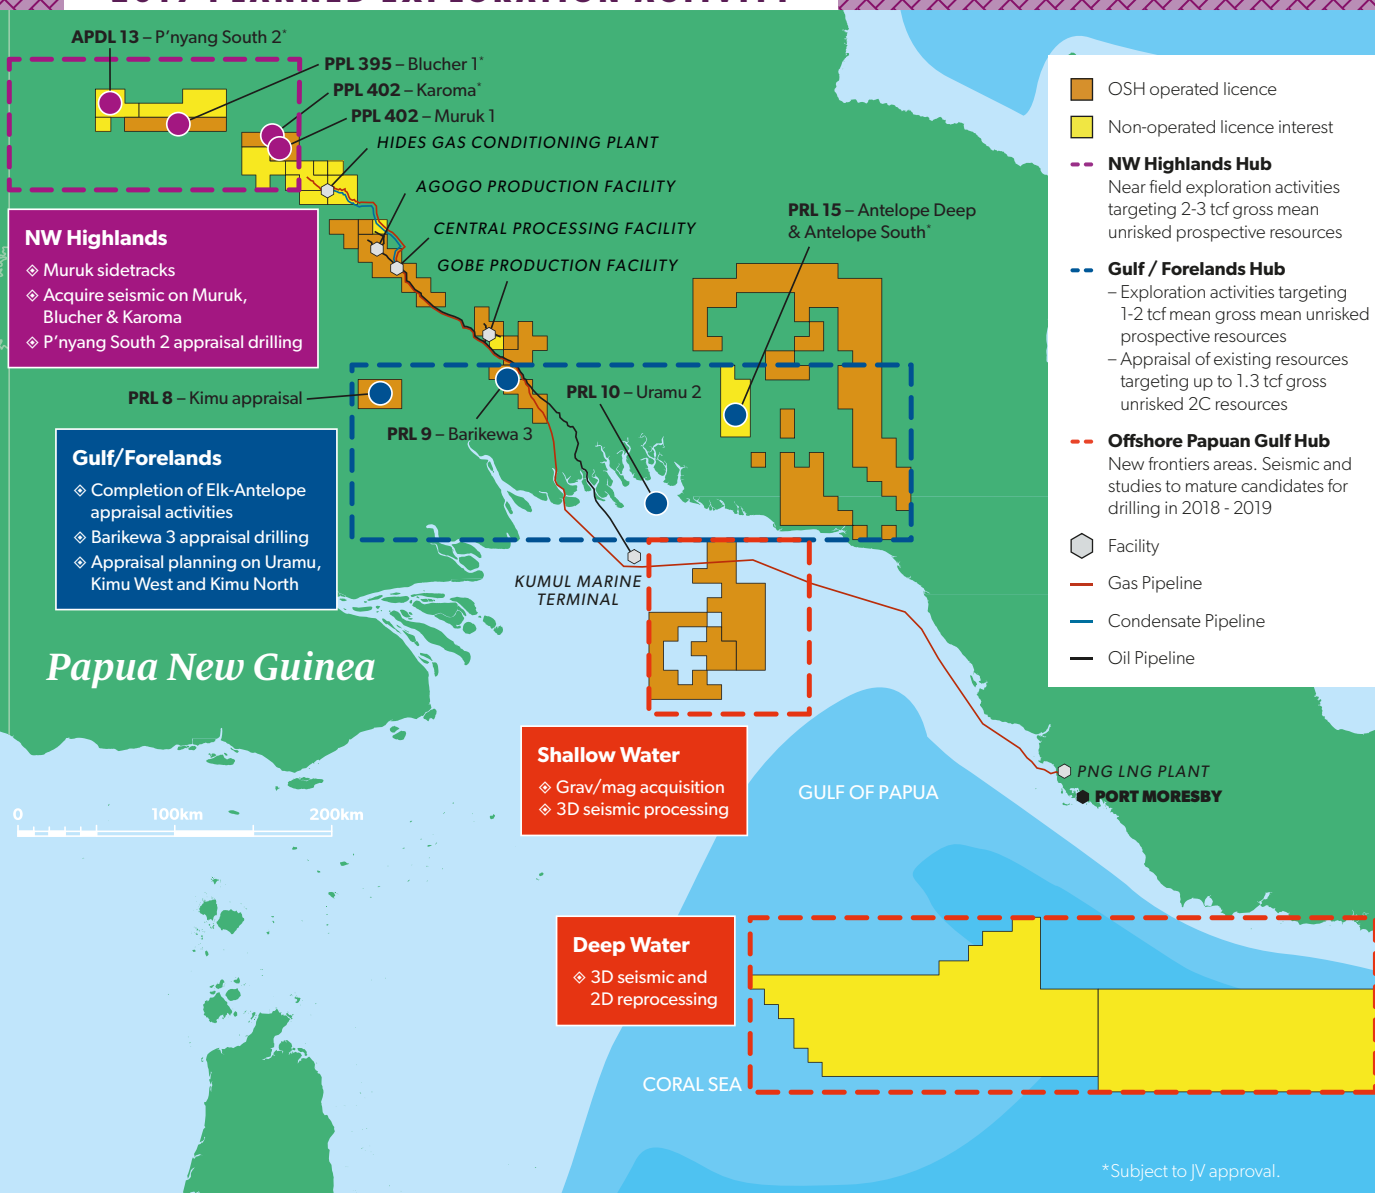 2017 PLANNED EXPLORATION ACTIVITY
APDL 13 – P'nyang South 2*
PPL 395 – Blucher 1*
PPL 402 – Karoma*
PPL 402 – Muruk 1
HIDES GAS CONDITIONING PLANT
AGOGO PRODUCTION FACILITY
CENTRAL PROCESSING FACILITY
GOBE PRODUCTION FACILITY
PRL 15 – Antelope Deep
& Antelope South*
NW Highlands
Muruk sidetracks
Acquire seismic on Muruk,
Blucher & Karoma
P'nyang South 2 appraisal drilling
PRL 8 – Kimu appraisal
PRL 9 – Barikewa 3
PRL 10 – Uramu 2
Gulf/Forelands
Completion of Elk-Antelope
appraisal activities
Barikewa 3 appraisal drilling
Appraisal planning on Uramu,
Kimu West and Kimu North
KUMUL MARINE
TERMINAL
Papua New Guinea
Shallow Water
Grav/mag acquisition
3D seismic processing
GULF OF PAPUA
PNG LNG PLANT
PORT MORESBY
0 100km 200km
Deep Water
3D seismic and
2D reprocessing
CORAL SEA
OSH operated licence
Non-operated licence interest
NW Highlands Hub
Near field exploration activities
targeting 2-3 tcf gross mean
unrisked prospective resources
Gulf / Forelands Hub
– Exploration activities targeting
1-2 tcf mean gross mean unrisked
prospective resources
– Appraisal of existing resources
targeting up to 1.3 tcf gross
unrisked 2C resources
Offshore Papuan Gulf Hub
New frontiers areas. Seismic and
studies to mature candidates for
drilling in 2018 - 2019
Facility
Gas Pipeline
Condensate Pipeline
Oil Pipeline
*Subject to JV approval.